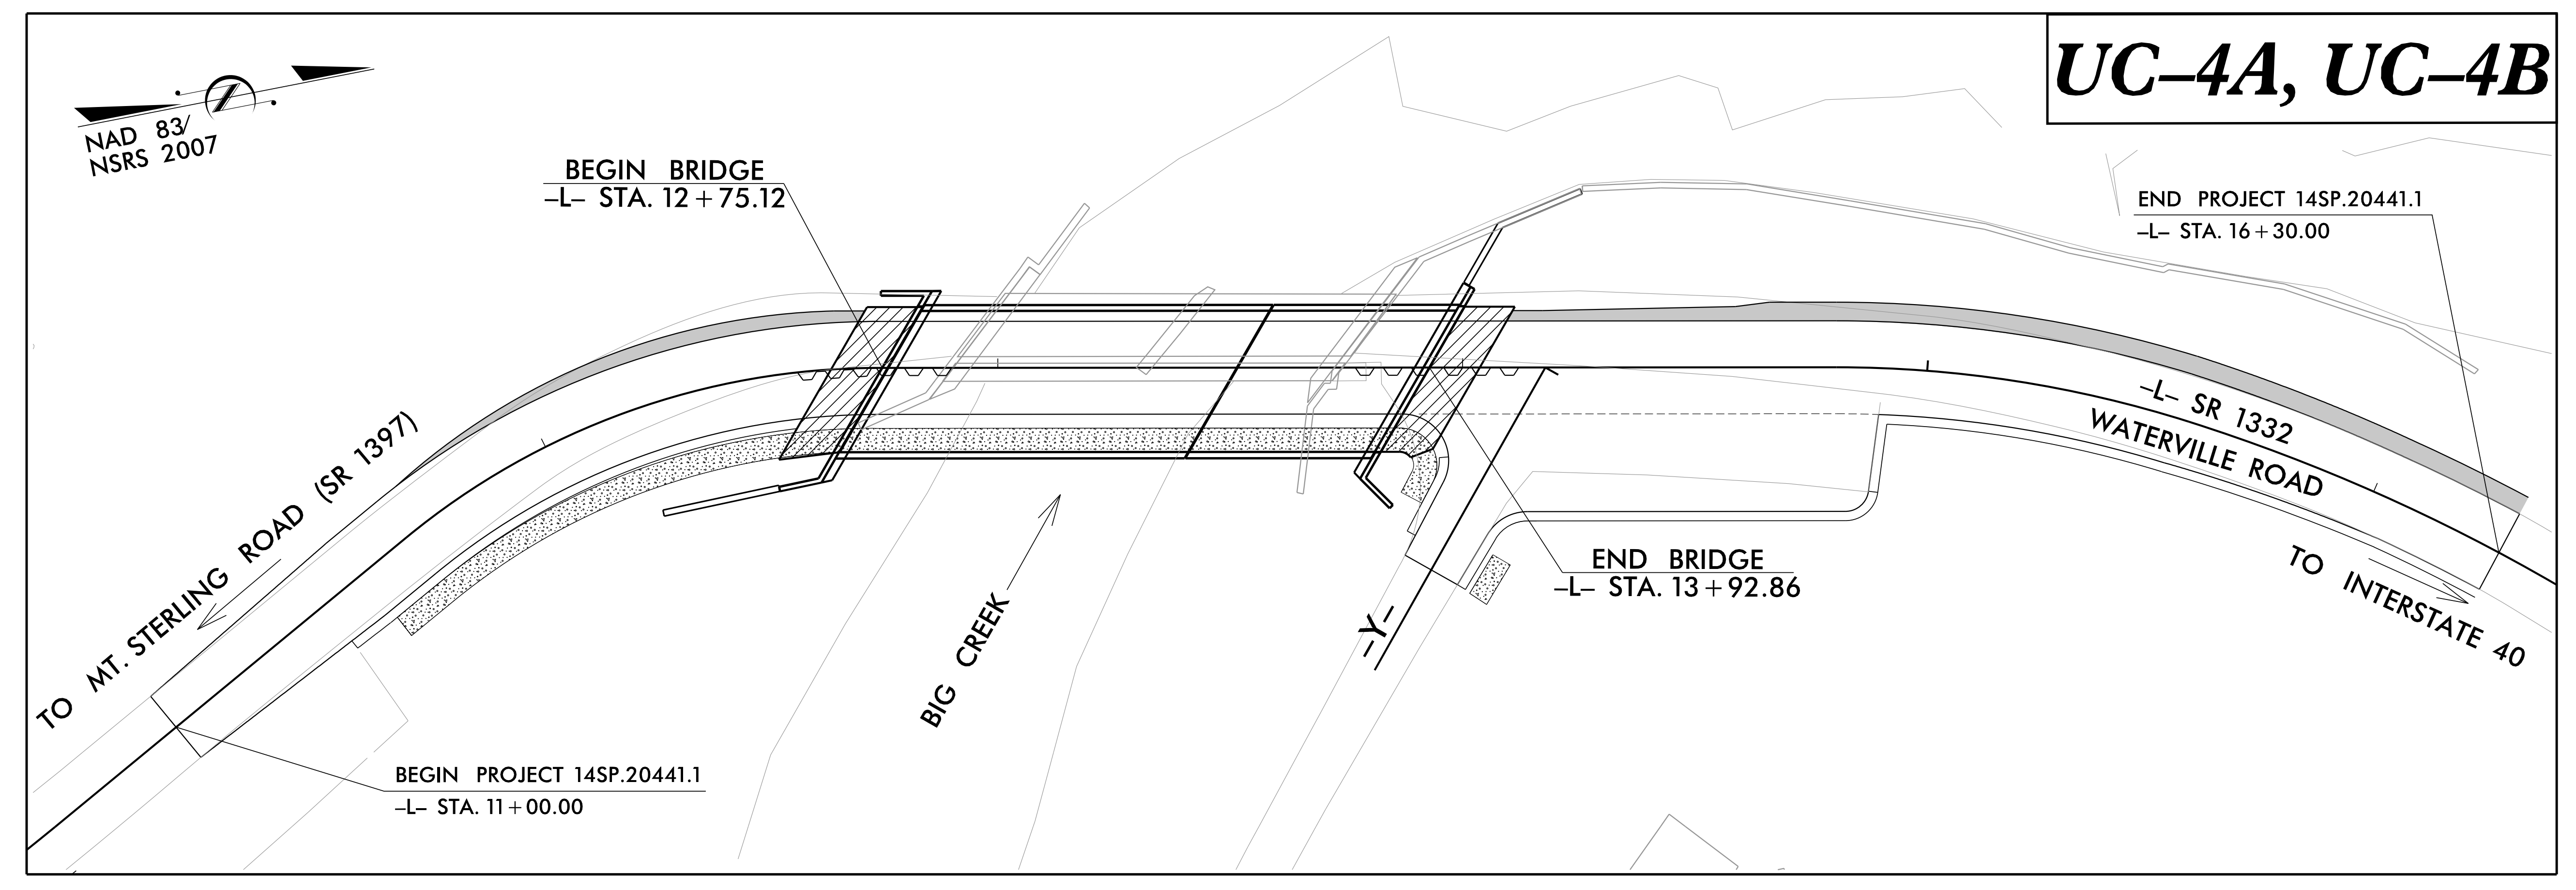 UC–4A, UC–4B
NAD 83/
NSRS 2007
BEGIN BRIDGE
–L– STA. 12+75.12
END PROJECT 14SP.20441.1
–L– STA. 16+30.00
–L– SR 1332
WATERVILLE ROAD
TO MT. STERLING ROAD (SR 1397)
TO INTERSTATE 40
END BRIDGE
–L– STA. 13+92.86
–Y–
BIG CREEK
BEGIN PROJECT 14SP.20441.1
–L– STA. 11+00.00